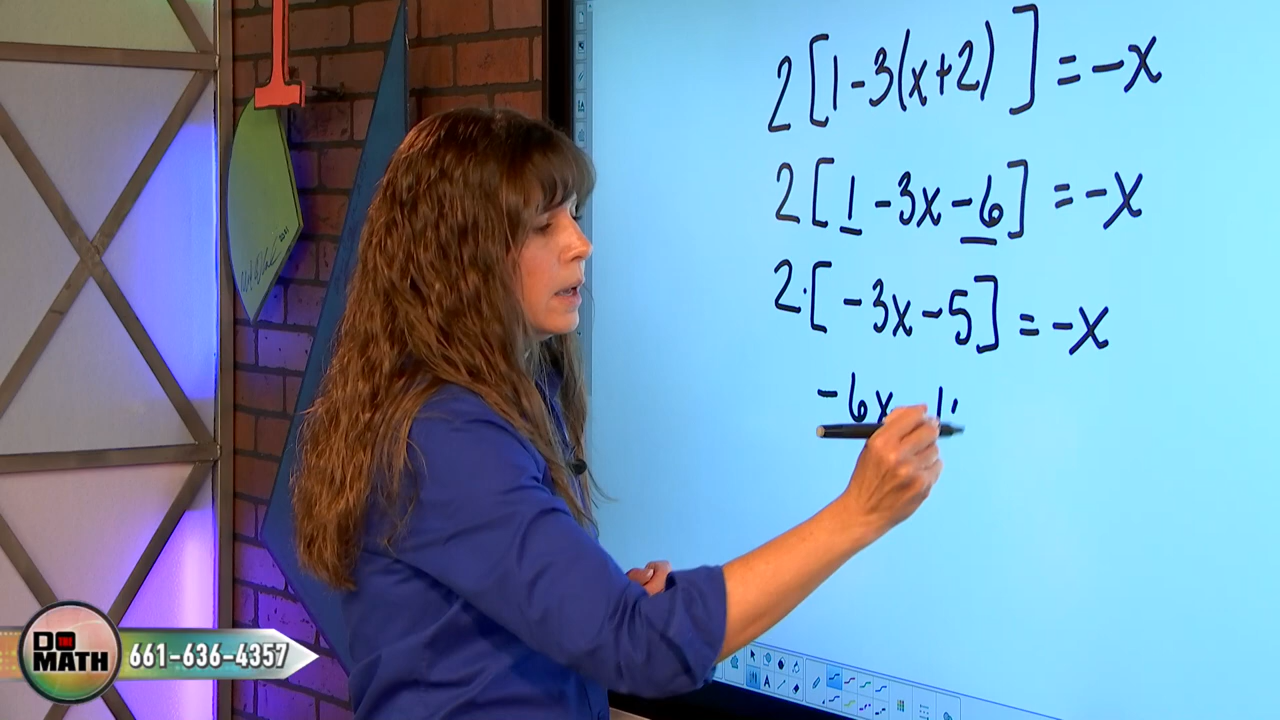 2[1-3(x+2)]=-x
2[1-3x-6]=-x
2·[-3x-5]=-x
-6x
DO THE MATH
661-636-4357